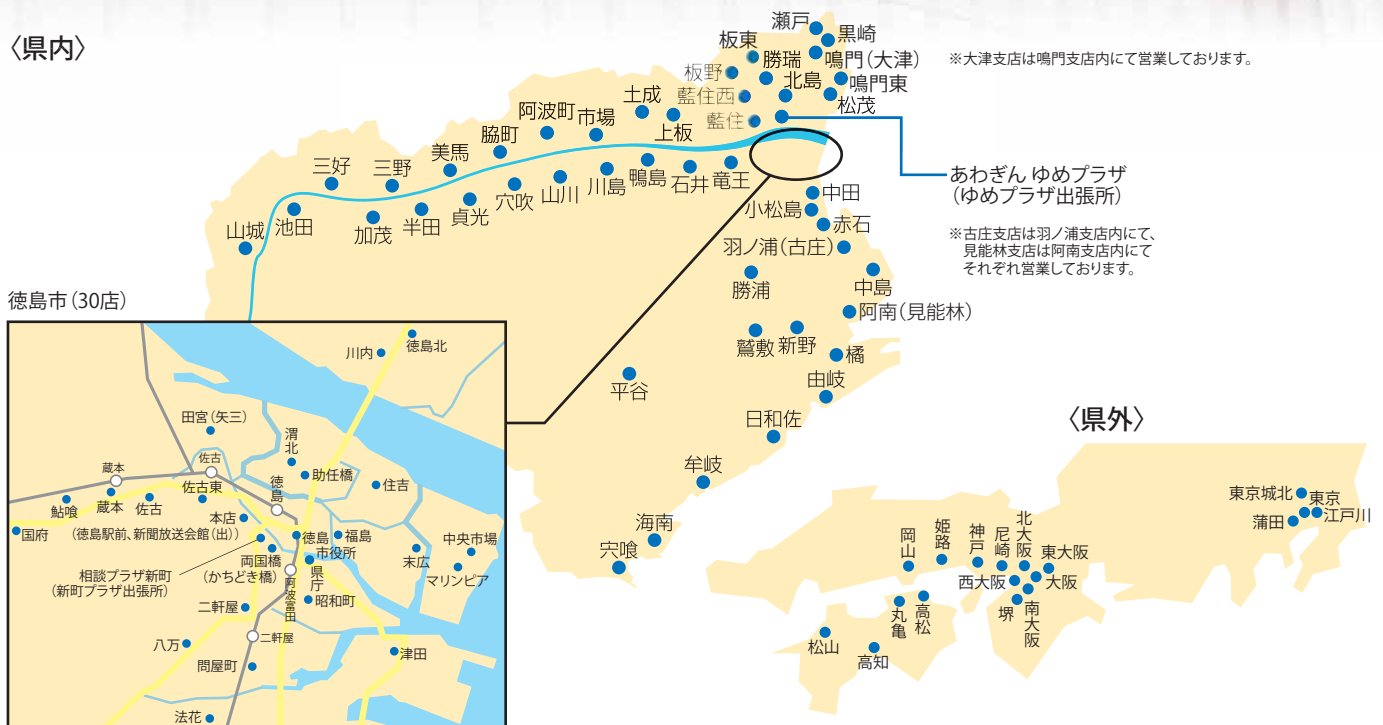 〈県内〉
瀬戸
黒崎
板東
鳴門(大津)
※大津支店は鳴門支店内にて営業しております。
勝瑞
板野
北島
鳴門東
藍住西
松茂
藍住
土成
上板
阿波町
市場
脇町
美馬
三野
三好
山城
池田
加茂
半田
貞光
穴吹
山川
川島
鴨島
石井
竜王
あわぎん ゆめプラザ
(ゆめプラザ出張所)
※古庄支店は羽ノ浦支店内にて、
見能林支店は阿南支店内にて
それぞれ営業しております。
中田
小松島
赤石
羽ノ浦(古庄)
中島
勝浦
阿南(見能林)
鷲敷
新野
橘
平谷
由岐
日和佐
牟岐
海南
宍喰
徳島市(30店)
徳島北
川内
田宮(矢三)
渭北
佐古
助任橋
蔵本
徳島
住吉
佐古東
鮎喰
蔵本
佐古
本店
(徳島駅前、新聞放送会館(出))
国府
徳島
市役所
福島
中央市場
両国橋
(かちどき橋)
末広
マリンピア
相談プラザ新町
(新町プラザ出張所)
県庁
阿波富田
昭和町
二軒屋
二軒屋
八万
問屋町
津田
法花
〈県外〉
東京城北
東京
蒲田
江戸川
岡山
姫路
神戸
尼崎
北大阪
東大阪
西大阪
大阪
堺
南大阪
丸亀
高松
松山
高知